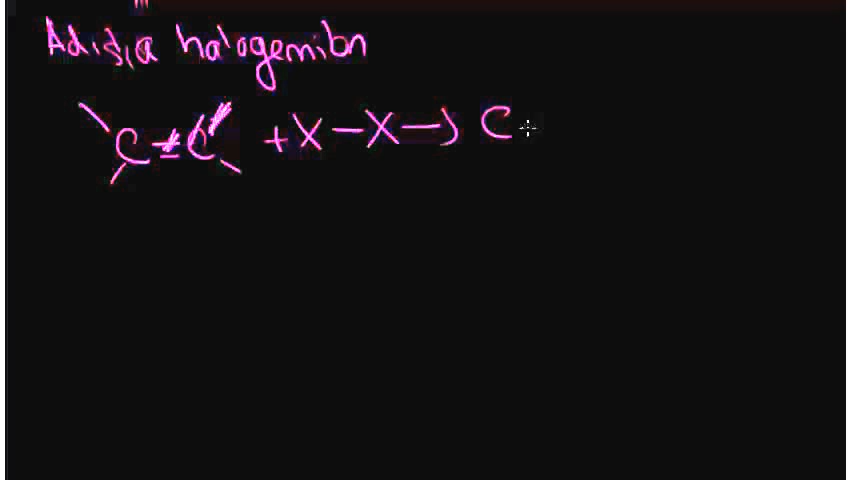 Adiția halogenilor
C = C + X — X → C